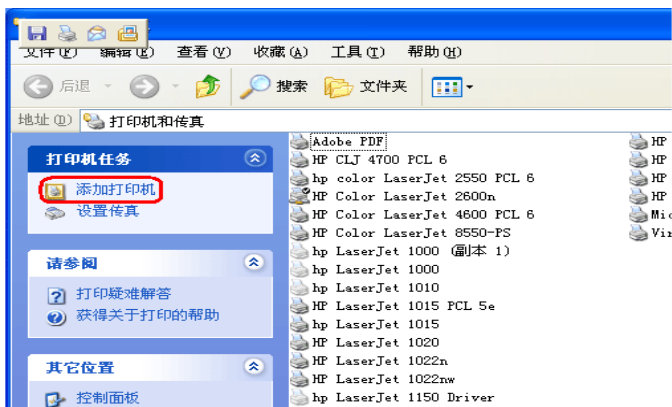 文件(F) 编辑(E) 查看(V) 收藏(A) 工具(T) 帮助(H)
后退 搜索 文件夹
地址(D) 打印机和传真
打印机任务
添加打印机
设置传真
请参阅
打印疑难解答
获得关于打印的帮助
其它位置
控制面板
Adobe PDF
HP CLJ 4700 PCL 6
hp color LaserJet 2550 PCL 6
HP Color LaserJet 2600n
HP Color LaserJet 4600 PCL 6
HP Color LaserJet 8550-PS
hp LaserJet 1000 (副本 1)
hp LaserJet 1000
hp LaserJet 1010
HP LaserJet 1015 PCL 5e
hp LaserJet 1015
HP LaserJet 1020
HP LaserJet 1022n
HP LaserJet 1022nw
hp LaserJet 1150 Driver
HP
HP
HP
HP
Mic
Vir